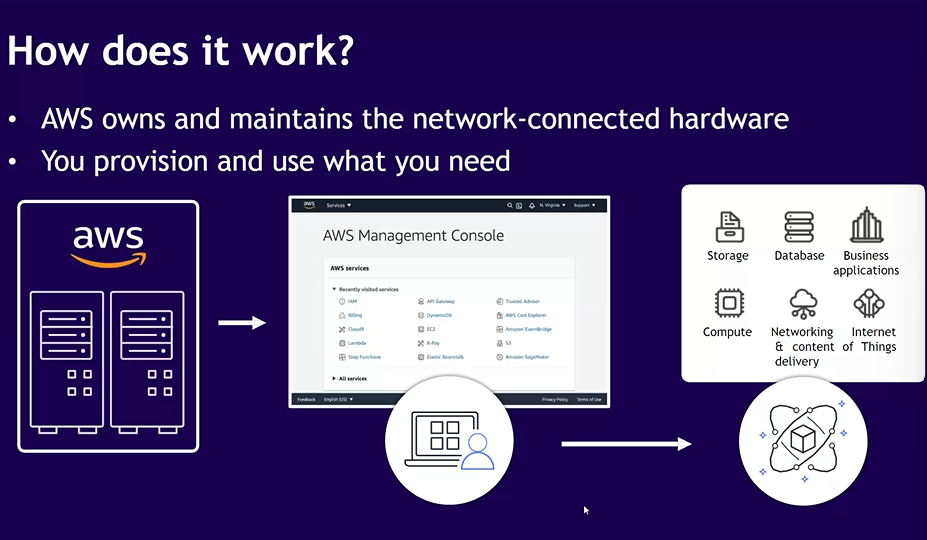 How does it work?
• AWS owns and maintains the network-connected hardware
• You provision and use what you need
aws
aws Services N. Virginia Support
AWS Management Console
AWS services
Recently visited services
IAM API Gateway Trusted Advisor
Billing DynamoDB AWS Cost Explorer
Cloud9 EC2 Amazon EventBridge
Lambda X-Ray S3
Step Functions Elastic Beanstalk Amazon SageMaker
All services
Feedback English (US) Privacy Policy Terms of Use
Storage Database Business
applications
Compute Networking Internet
& content of Things
delivery